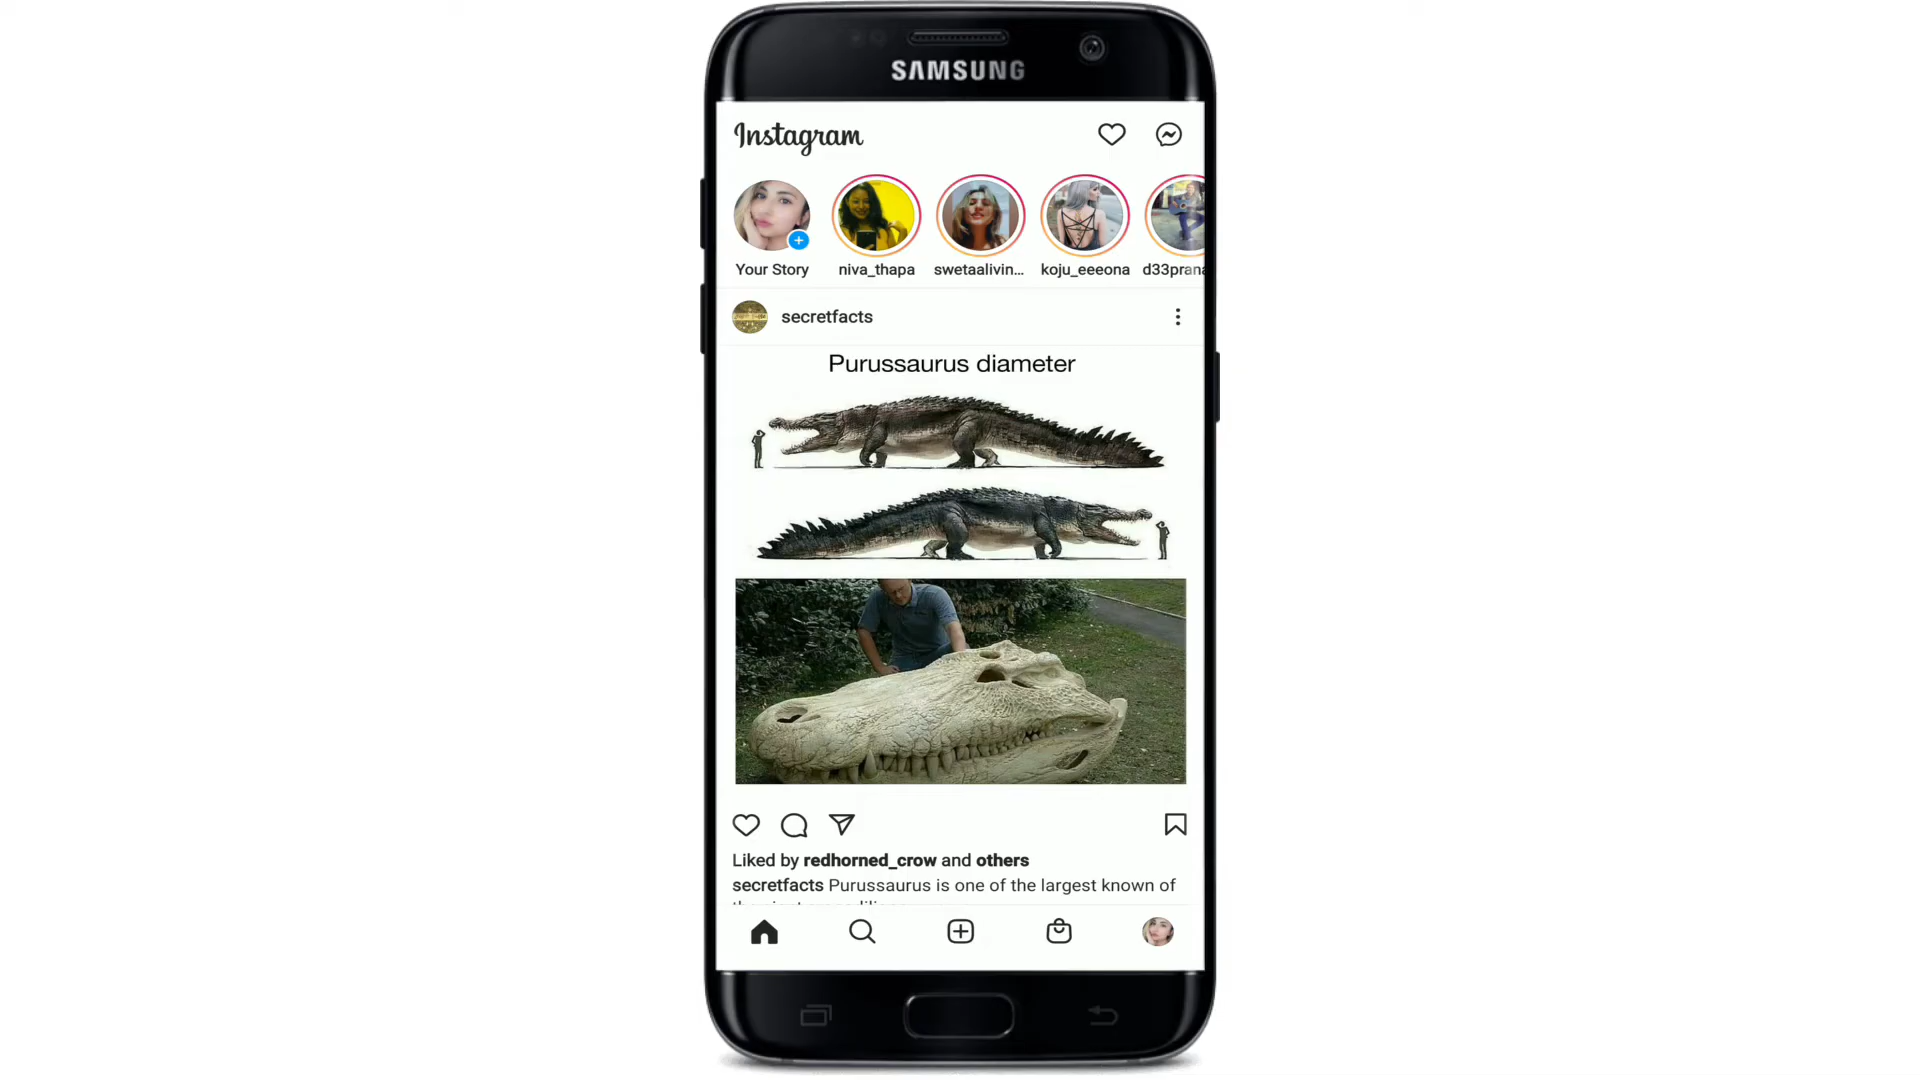 SAMSUNG
Instagram
Your Story
niva_thapa
swetaalivin...
koju_eeeona
d33prana
secretfacts
Purussaurus diameter
Liked by redhorned_crow and others
secretfacts Purussaurus is one of the largest known of